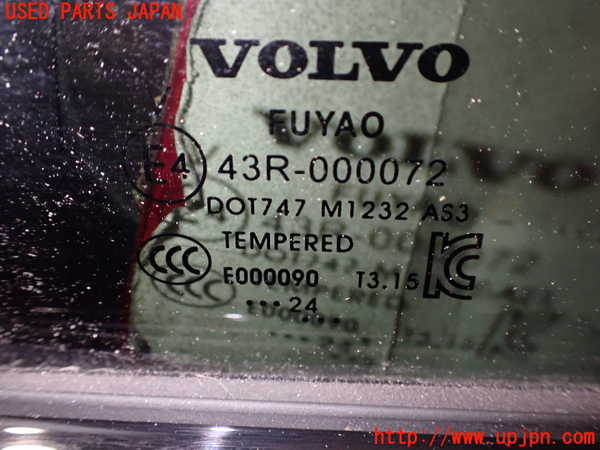 USED PARTS JAPAN
VOLVO
FUYAO
E4 43R-000072
DOT747 M1232 AS3
TEMPERED
CCC E000090 T3.15 KC
...24.
http://www.upjpn.com/